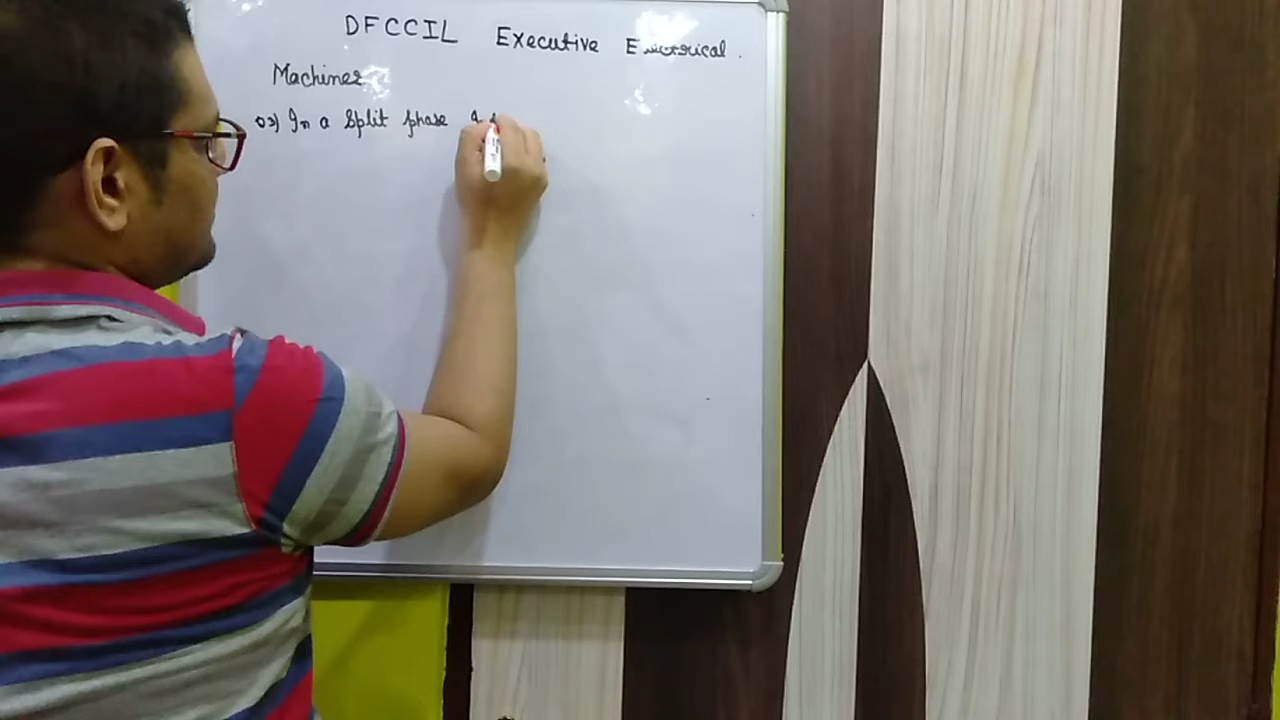 DFCCIL Executive Electrical.
Machines
03) In a Split phase